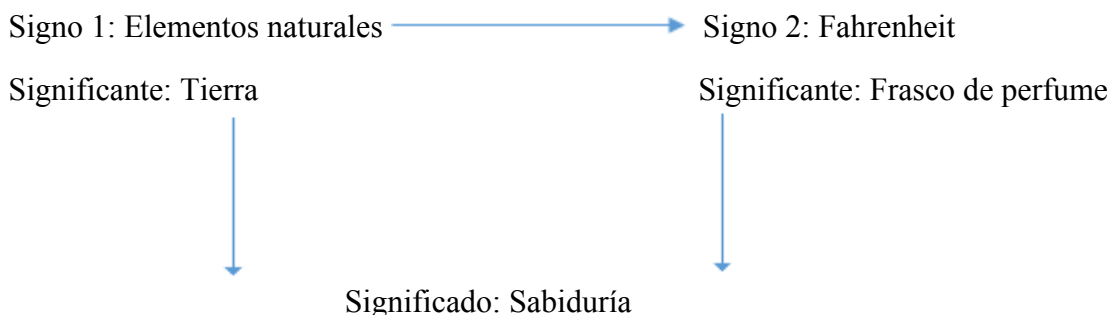 Signo 1: Elementos naturales Signo 2: Fahrenheit
Significante: Tierra Significante: Frasco de perfume
Significado: Sabiduría